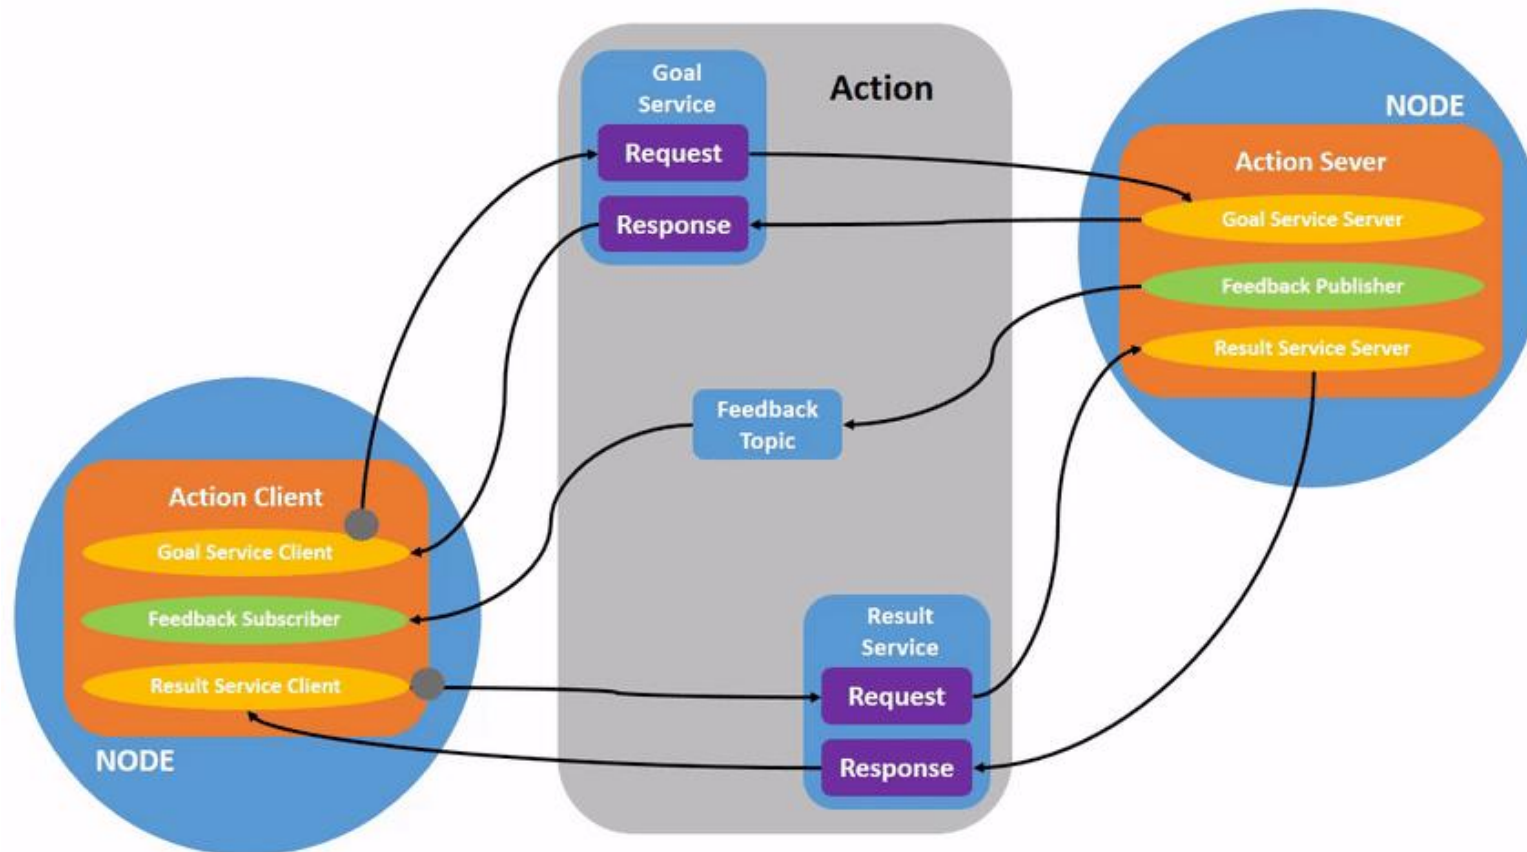 Goal
Service
Request
Response
Action
NODE
Action Sever
Goal Service Server
Feedback Publisher
Result Service Server
Feedback
Topic
Action Client
Goal Service Client
Feedback Subscriber
Result Service Client
NODE
Result
Service
Request
Response